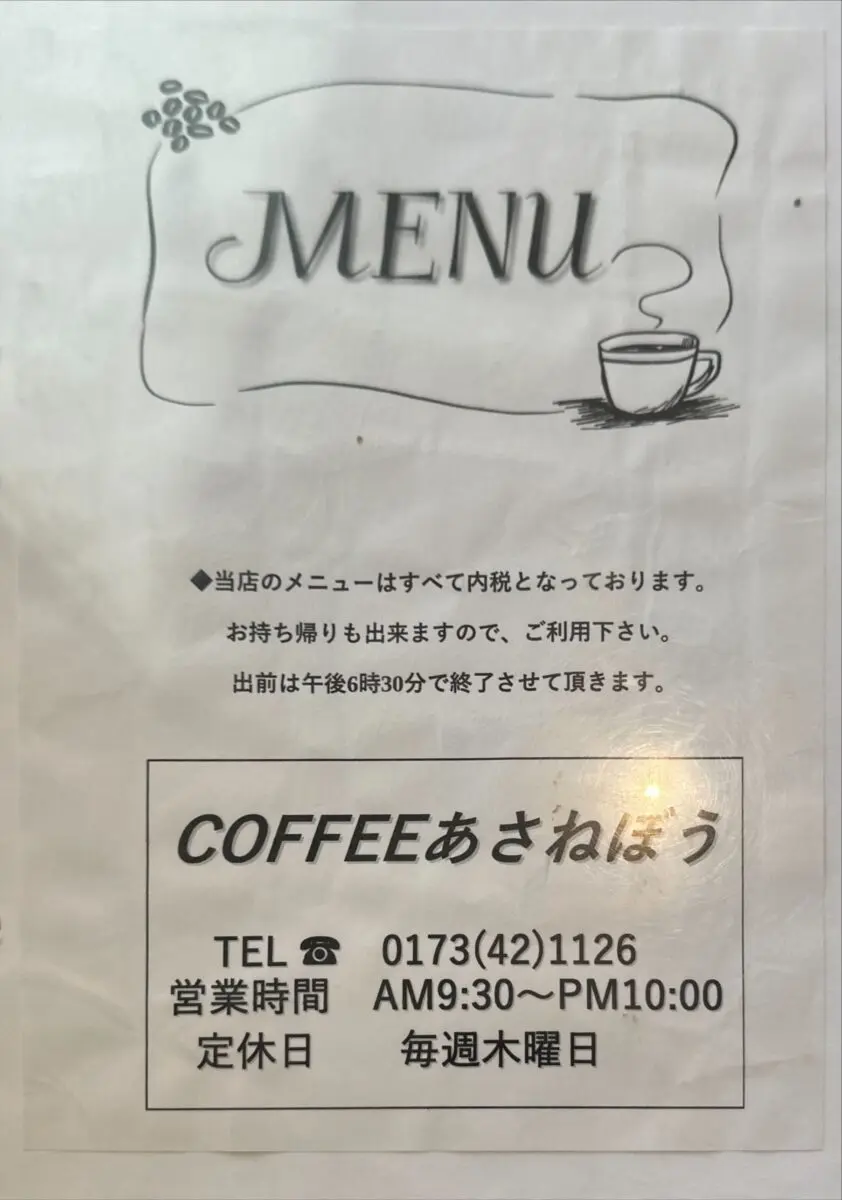 MENU
◆当店のメニューはすべて内税となっております。
お持ち帰りも出来ますので、ご利用下さい。
出前は午後6時30分で終了させて頂きます。
COFFEEあさねぼう
TEL ☎ 0173(42)1126
営業時間 AM9:30～PM10:00
定休日 毎週木曜日